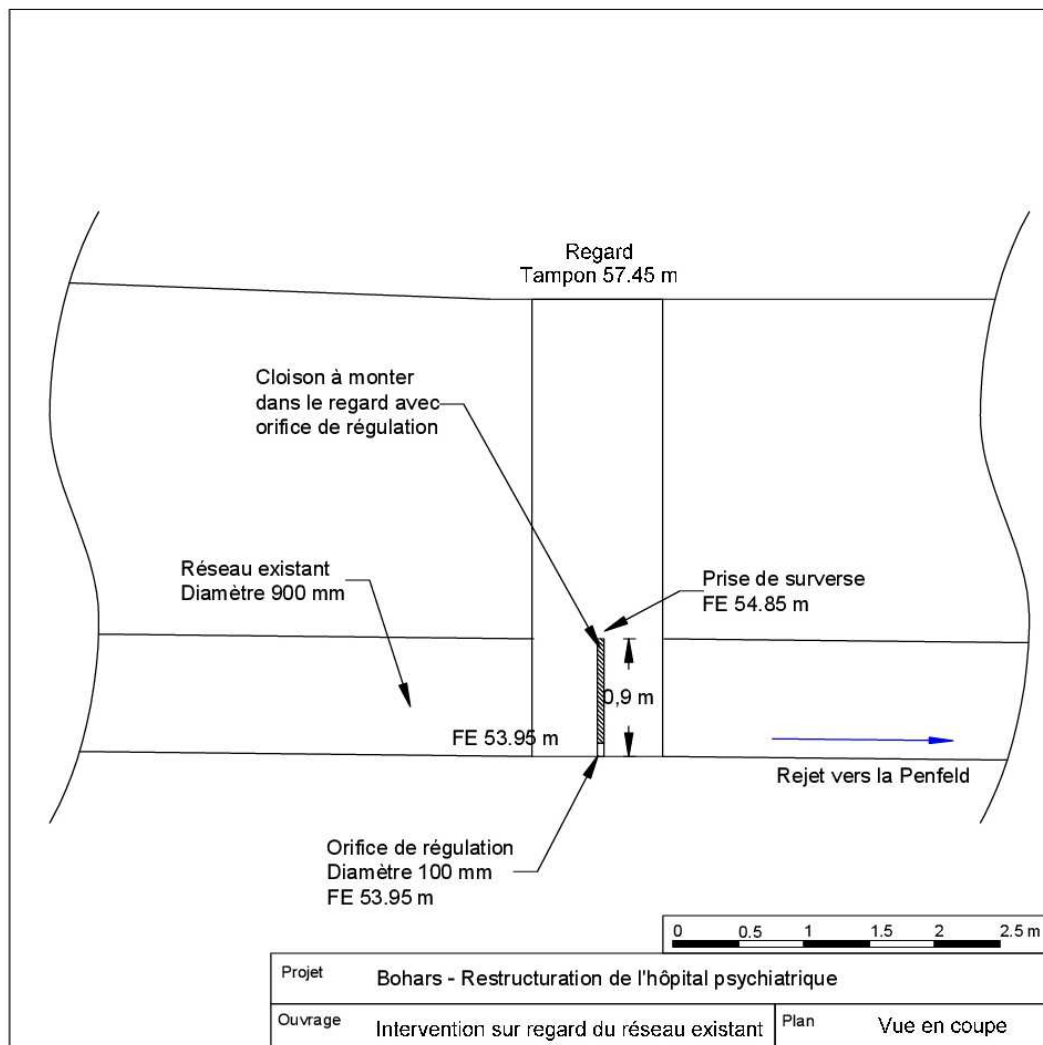 Regard
Tampon 57.45 m
Cloison à monter
dans le regard avec
orifice de régulation
Réseau existant
Diamètre 900 mm
Prise de surverse
FE 54.85 m
0,9 m
FE 53.95 m
Rejet vers la Penfeld
Orifice de régulation
Diamètre 100 mm
FE 53.95 m
0 0.5 1 1.5 2 2.5 m
Projet Bohars - Restructuration de l'hôpital psychiatrique
Ouvrage Intervention sur regard du réseau existant Plan Vue en coupe